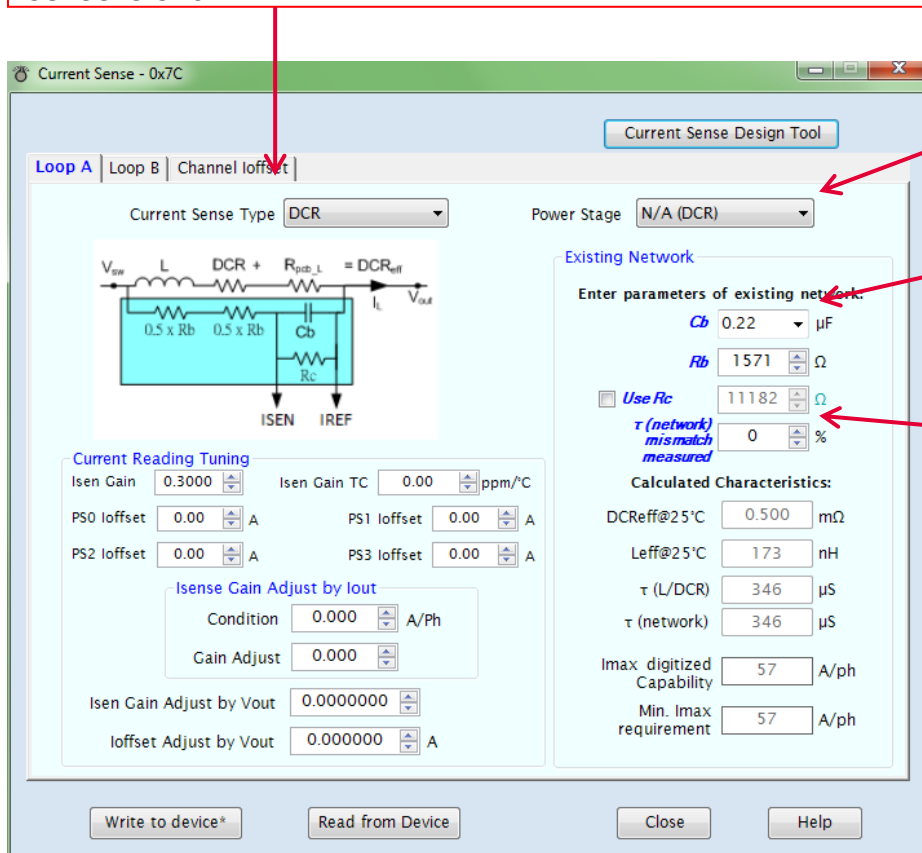 Current Sense - 0x7C
Current Sense Design Tool
Loop A Loop B Channel Ioffset
Current Sense Type DCR
Power Stage N/A (DCR)
Vsw L DCR + Rpcb_L = DCReff
IL Vout
0.5 x Rb 0.5 x Rb Cb
Rc
ISEN IREF
Existing Network
Enter parameters of existing network:
Cb 0.22 µF
Rb 1571 Ω
Use Rc 11182 Ω
τ (network)
mismatch 0 %
measured
Calculated Characteristics:
DCReff@25°C 0.500 mΩ
Leff@25°C 173 nH
τ (L/DCR) 346 µS
τ (network) 346 µS
Imax digitized
Capability 57 A/ph
Min. Imax
requirement 57 A/ph
Current Reading Tuning
Isen Gain 0.3000 Isen Gain TC 0.00 ppm/°C
PS0 Ioffset 0.00 A PS1 Ioffset 0.00 A
PS2 Ioffset 0.00 A PS3 Ioffset 0.00 A
Isense Gain Adjust by Iout
Condition 0.000 A/Ph
Gain Adjust 0.000
Isen Gain Adjust by Vout 0.0000000
Ioffset Adjust by Vout 0.000000 A
Write to device* Read from Device Close Help